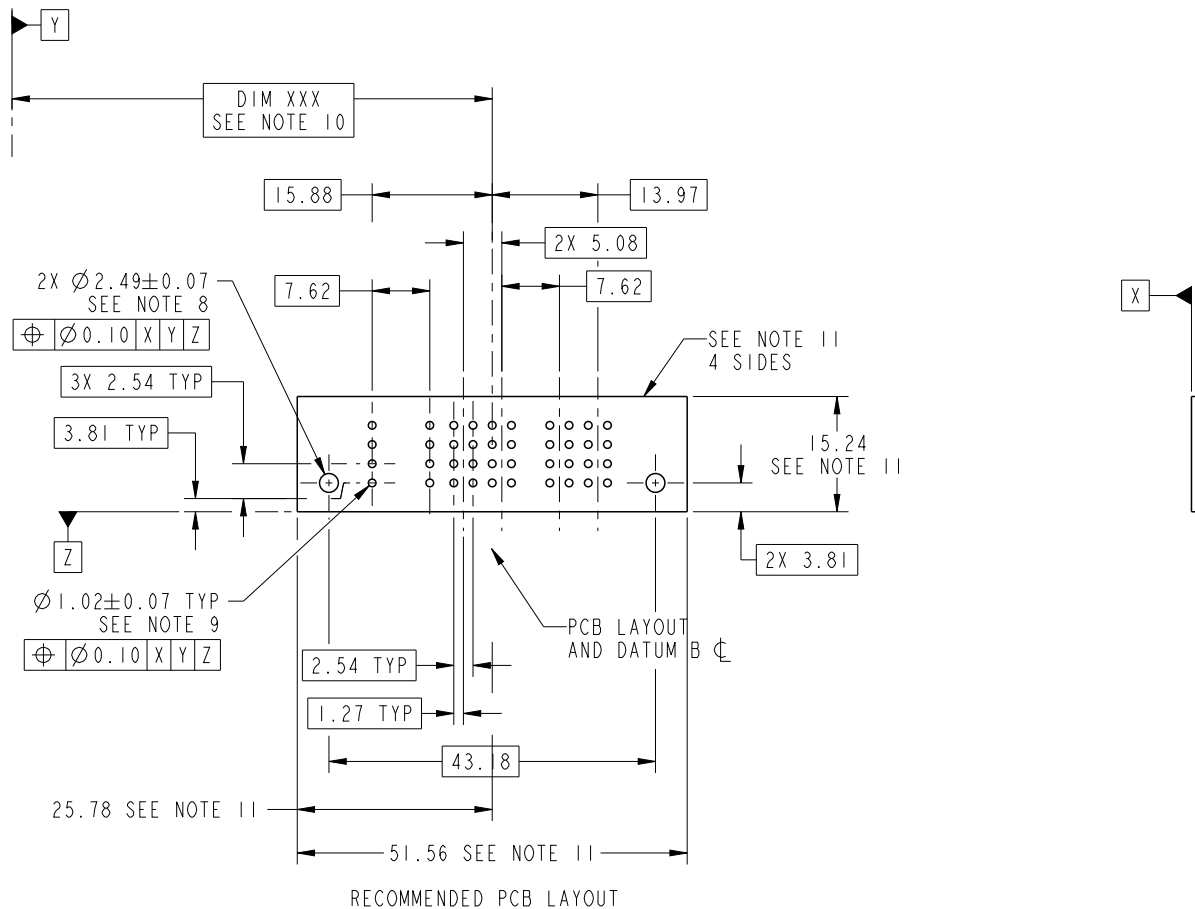 Y
DIM XXX
SEE NOTE 10
15.88
13.97
2X 5.08
2X Ø2.49±0.07
SEE NOTE 8
7.62
7.62
X
⌖ Ø0.10 X Y Z
SEE NOTE 11
4 SIDES
3X 2.54 TYP
3.81 TYP
15.24
SEE NOTE 11
Z
2X 3.81
Ø1.02±0.07 TYP
SEE NOTE 9
⌖ Ø0.10 X Y Z
PCB LAYOUT
AND DATUM B ℄
2.54 TYP
1.27 TYP
43.18
25.78 SEE NOTE 11
51.56 SEE NOTE 11
RECOMMENDED PCB LAYOUT